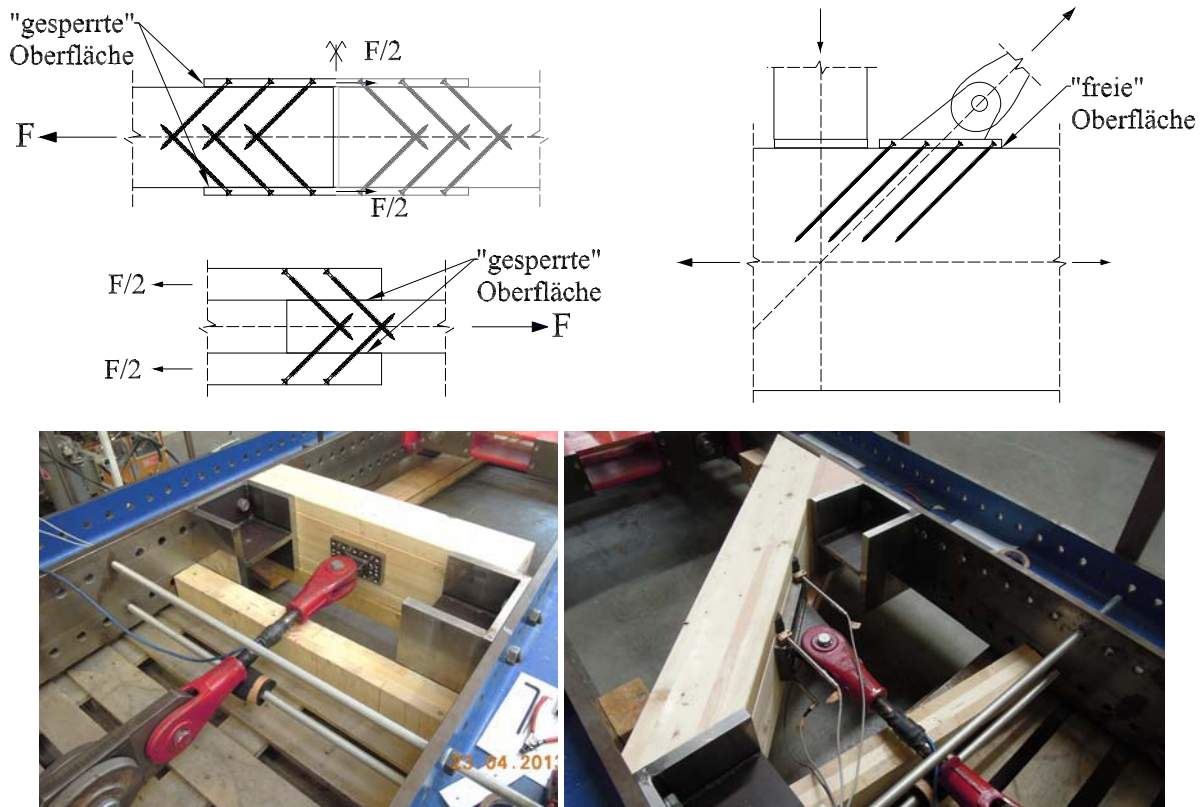 "gesperrte"
Oberfläche
F/2
F
F/2
"gesperrte"
Oberfläche
F/2
F
F/2
"freie"
Oberfläche